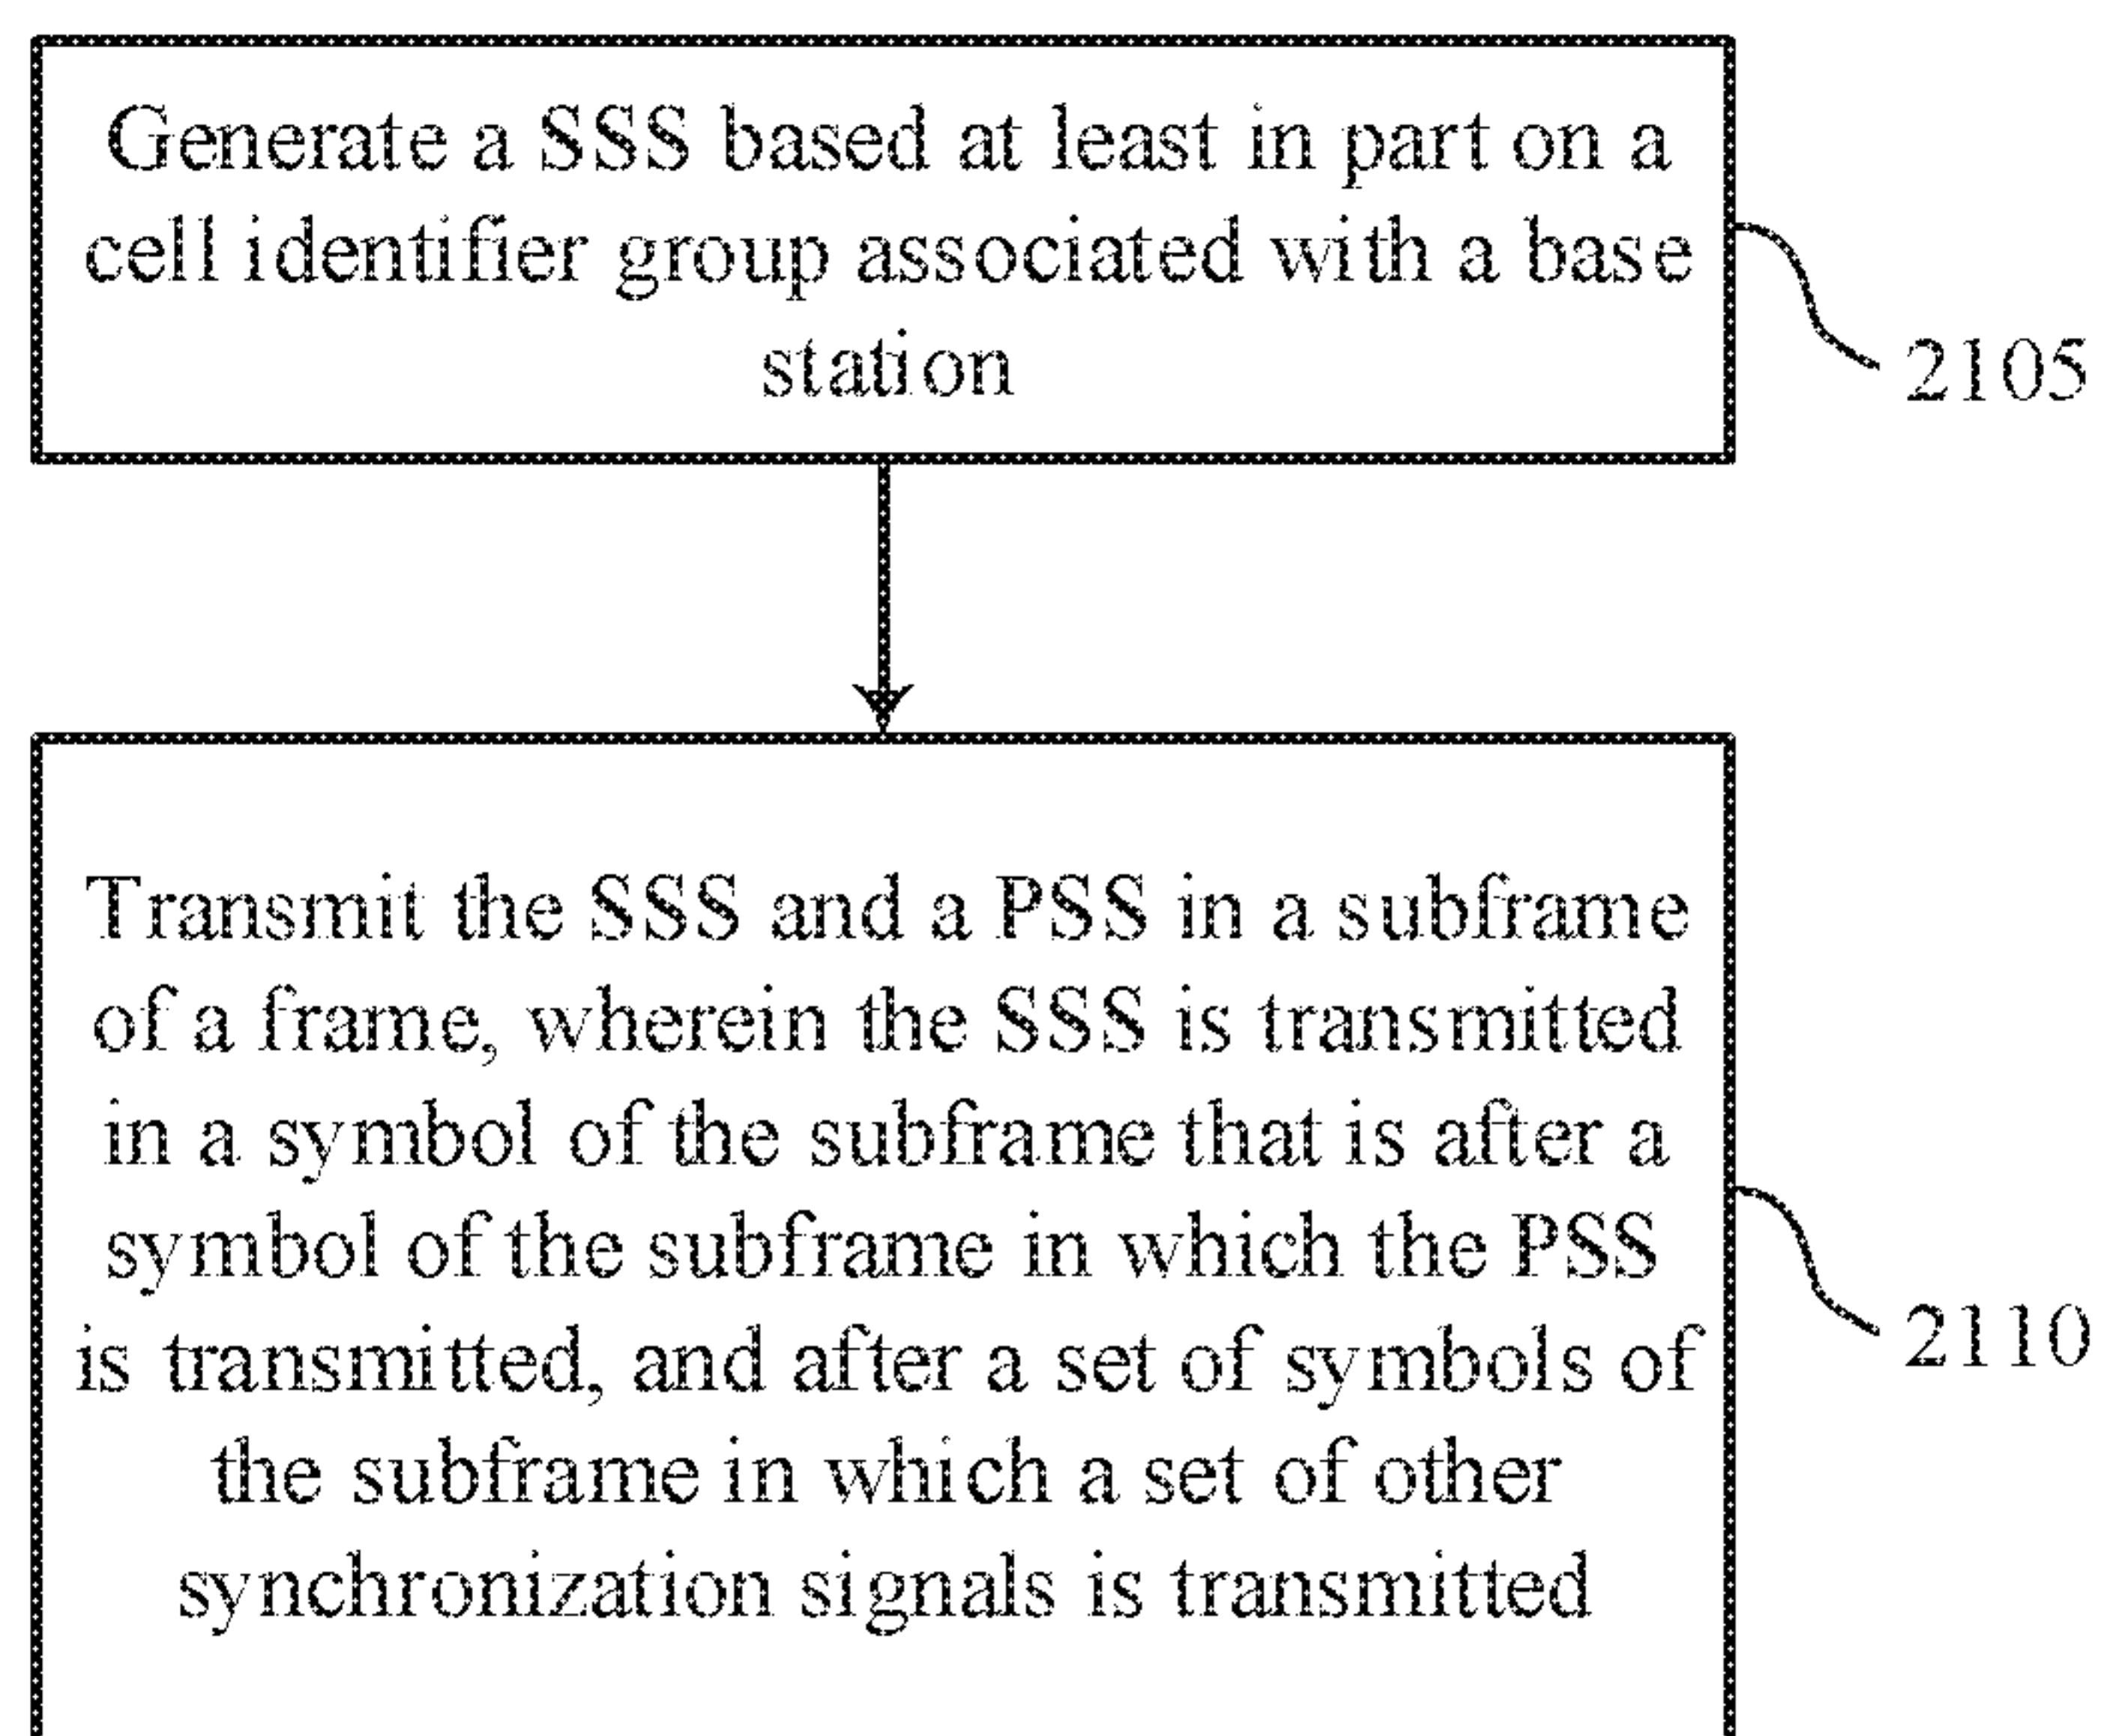 Generate a SSS based at least in part on a
cell identifier group associated with a base
station
2105
Transmit the SSS and a PSS in a subframe
of a frame, wherein the SSS is transmitted
in a symbol of the subframe that is after a
symbol of the subframe in which the PSS
is transmitted, and after a set of symbols of
the subframe in which a set of other
synchronization signals is transmitted
2110